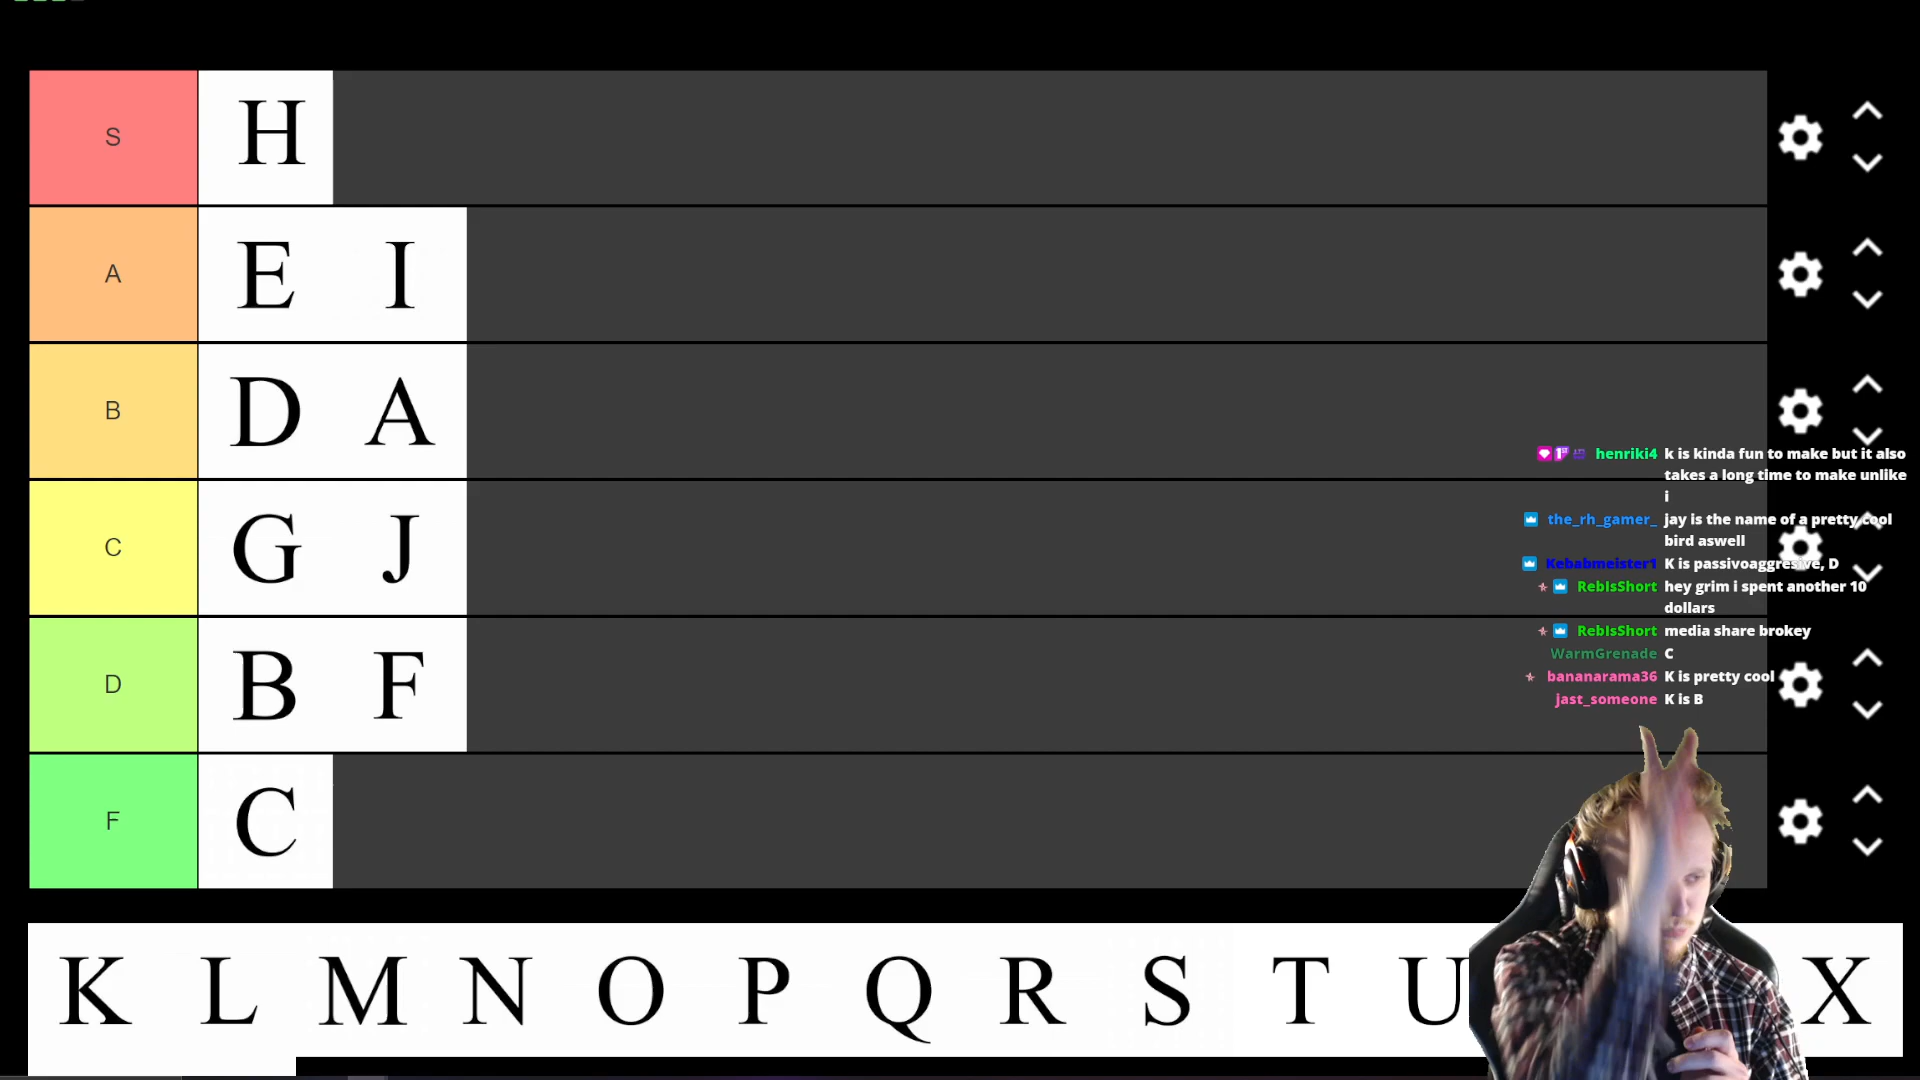 S H
A E I
B D A
C G J
D B F
F C
henriki4 k is kinda fun to make but it also
takes a long time to make unlike
i
the_rh_gamer_ jay is the name of a pretty cool
bird aswell
Kebabmeister1 K is passivoaggresive, D
RebIsShort hey grim i spent another 10
dollars
RebIsShort media share brokey
WarmGrenade C
bananarama36 K is pretty cool
jast_someone K is B
K L M N O P Q R S T U X